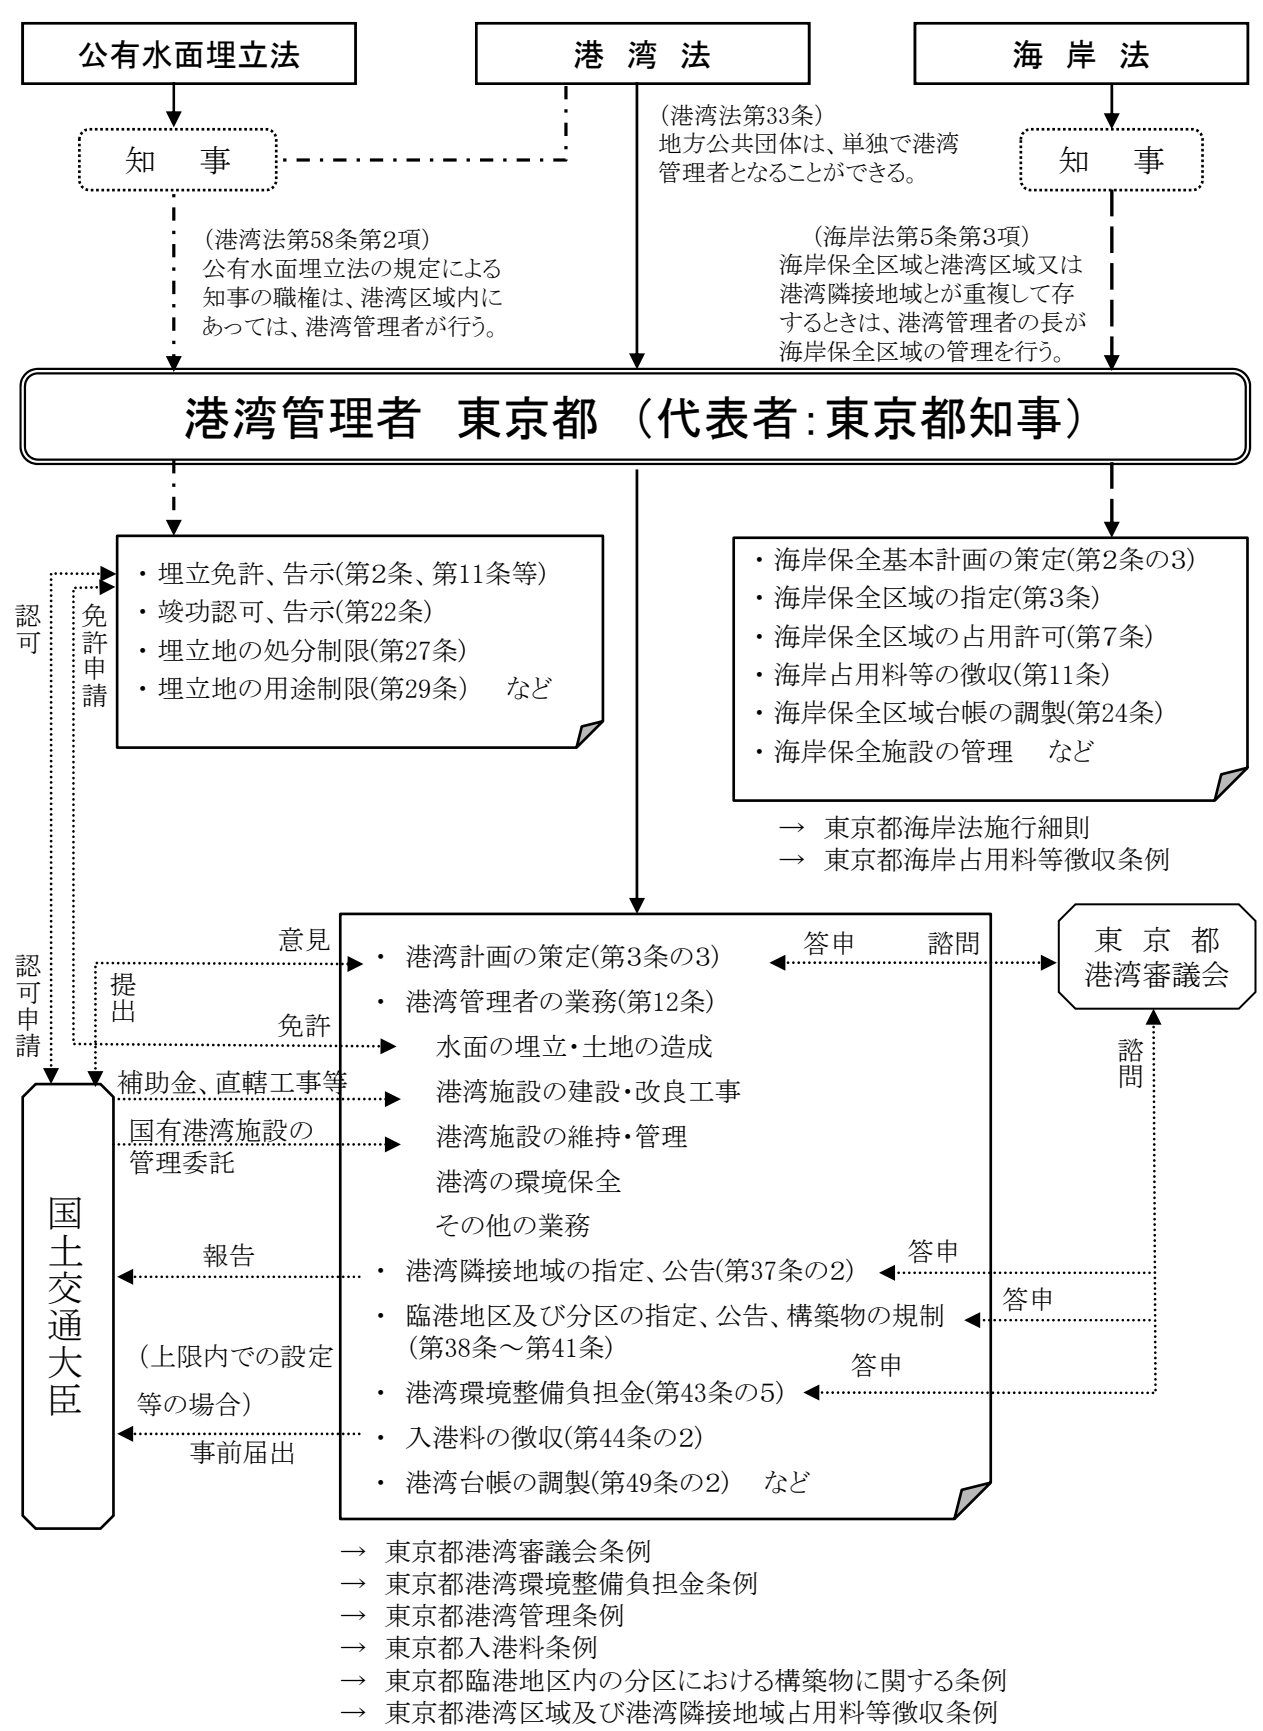 公有水面埋立法
港湾法
海岸法
知事
知事
(港湾法第33条)
地方公共団体は、単独で港湾
管理者となることができる。
(港湾法第58条第2項)
公有水面埋立法の規定による
知事の職権は、港湾区域内に
あっては、港湾管理者が行う。
(海岸法第5条第3項)
海岸保全区域と港湾区域又は
港湾隣接地域とが重複して存
するときは、港湾管理者の長が
海岸保全区域の管理を行う。
港湾管理者 東京都 (代表者:東京都知事)
・埋立免許、告示(第2条、第11条等)
・竣功認可、告示(第22条)
・埋立地の処分制限(第27条)
・埋立地の用途制限(第29条) など
・海岸保全基本計画の策定(第2条の3)
・海岸保全区域の指定(第3条)
・海岸保全区域の占用許可(第7条)
・海岸占用料等の徴収(第11条)
・海岸保全区域台帳の調製(第24条)
・海岸保全施設の管理 など
→ 東京都海岸法施行細則
→ 東京都海岸占用料等徴収条例
認可
免許申請
認可申請
意見
提出
免許
補助金、直轄工事等
国有港湾施設の
管理委託
報告
(上限内での設定
等の場合)
事前届出
国土交通大臣
・港湾計画の策定(第3条の3)
・港湾管理者の業務(第12条)
水面の埋立・土地の造成
港湾施設の建設・改良工事
港湾施設の維持・管理
港湾の環境保全
その他の業務
・港湾隣接地域の指定、公告(第37条の2)
・臨港地区及び分区の指定、公告、構築物の規制
(第38条～第41条)
・港湾環境整備負担金(第43条の5)
・入港料の徴収(第44条の2)
・港湾台帳の調製(第49条の2) など
答申 諮問
東京都
港湾審議会
諮問
答申
答申
答申
→ 東京都港湾審議会条例
→ 東京都港湾環境整備負担金条例
→ 東京都港湾管理条例
→ 東京都入港料条例
→ 東京都臨港地区内の分区における構築物に関する条例
→ 東京都港湾区域及び港湾隣接地域占用料等徴収条例